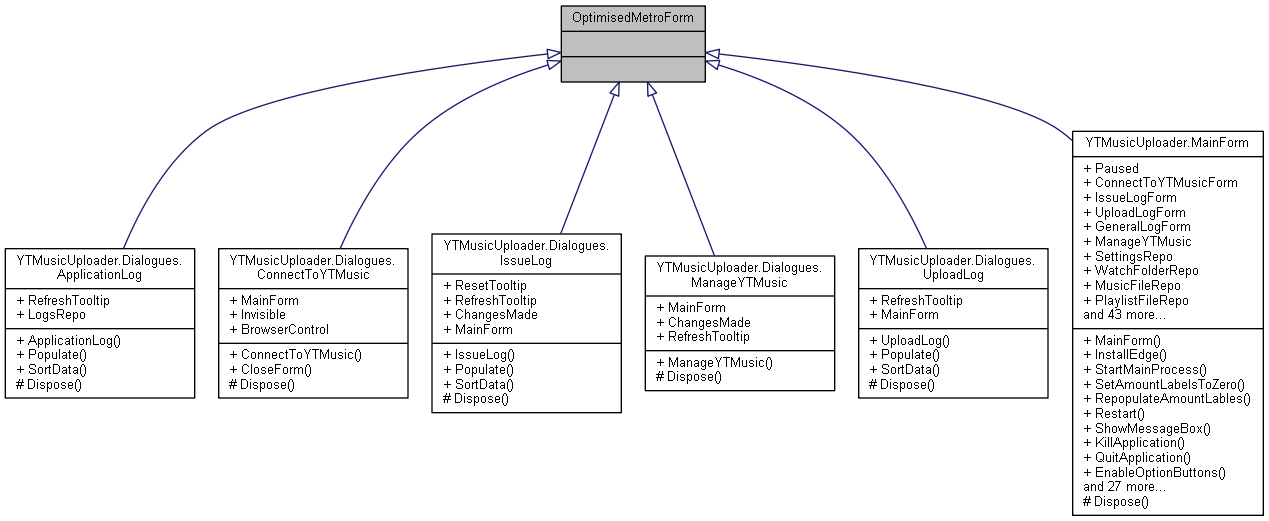 OptimisedMetroForm
YTMusicUploader.Dialogues.
ApplicationLog
+ RefreshTooltip
+ LogsRepo
+ ApplicationLog()
+ Populate()
+ SortData()
# Dispose()
YTMusicUploader.Dialogues.
ConnectToYTMusic
+ MainForm
+ Invisible
+ BrowserControl
+ ConnectToYTMusic()
+ CloseForm()
# Dispose()
YTMusicUploader.Dialogues.
IssueLog
+ ResetTooltip
+ RefreshTooltip
+ ChangesMade
+ MainForm
+ IssueLog()
+ Populate()
+ SortData()
# Dispose()
YTMusicUploader.Dialogues.
ManageYTMusic
+ MainForm
+ ChangesMade
+ RefreshTooltip
+ ManageYTMusic()
# Dispose()
YTMusicUploader.Dialogues.
UploadLog
+ RefreshTooltip
+ MainForm
+ UploadLog()
+ Populate()
+ SortData()
# Dispose()
YTMusicUploader.MainForm
+ Paused
+ ConnectToYTMusicForm
+ IssueLogForm
+ UploadLogForm
+ GeneralLogForm
+ ManageYTMusic
+ SettingsRepo
+ WatchFolderRepo
+ MusicFileRepo
+ PlaylistFileRepo
and 43 more...
+ MainForm()
+ InstallEdge()
+ StartMainProcess()
+ SetAmountLabelsToZero()
+ RepopulateAmountLables()
+ Restart()
+ ShowMessageBox()
+ KillApplication()
+ QuitApplication()
+ EnableOptionButtons()
and 27 more...
# Dispose()